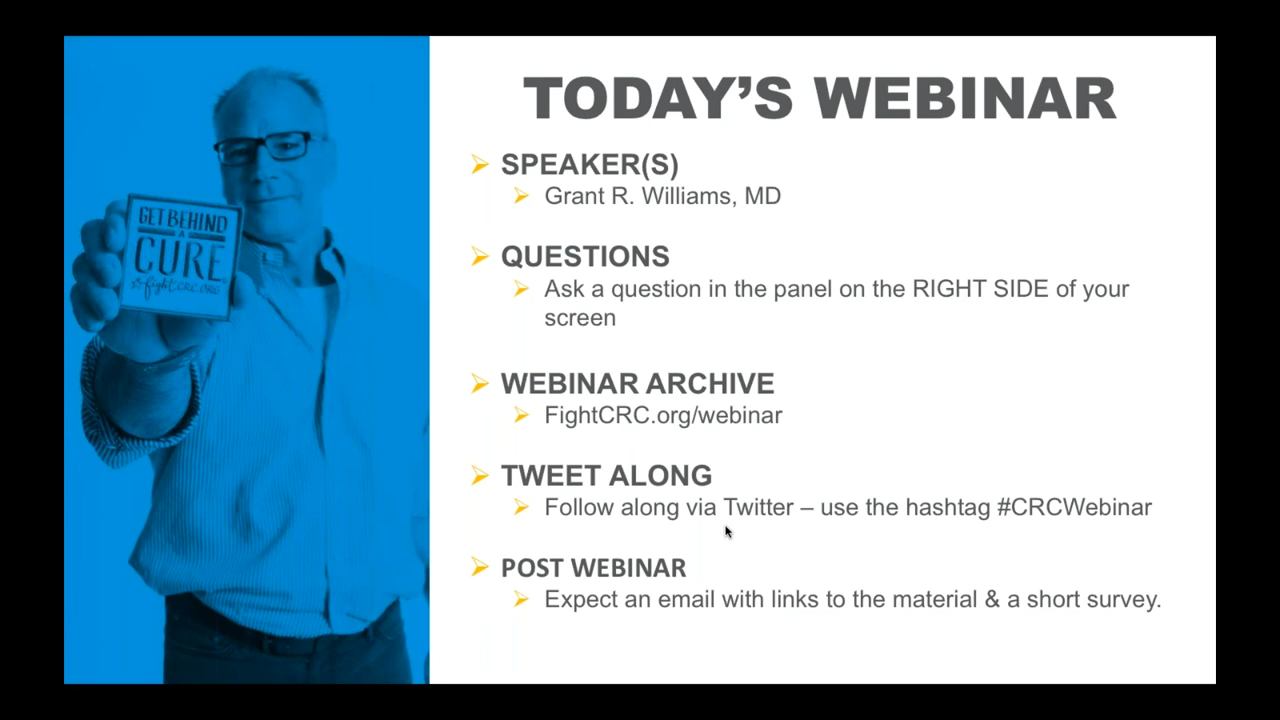 TODAY’S WEBINAR
SPEAKER(S)
Grant R. Williams, MD
QUESTIONS
Ask a question in the panel on the RIGHT SIDE of your
screen
WEBINAR ARCHIVE
FightCRC.org/webinar
TWEET ALONG
Follow along via Twitter – use the hashtag #CRCWebinar
POST WEBINAR
Expect an email with links to the material & a short survey.
GET BEHIND
A
CURE
fightCRC.ORG